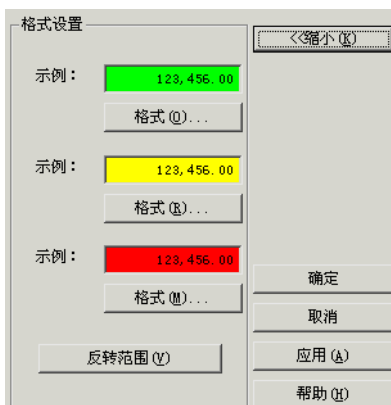 格式设置
<<缩小(K)
示例：
123,456.00
格式(O)...
示例：
123,456.00
格式(R)...
示例：
123,456.00
格式(M)...
确定
取消
反转范围(V)
应用(A)
帮助(H)